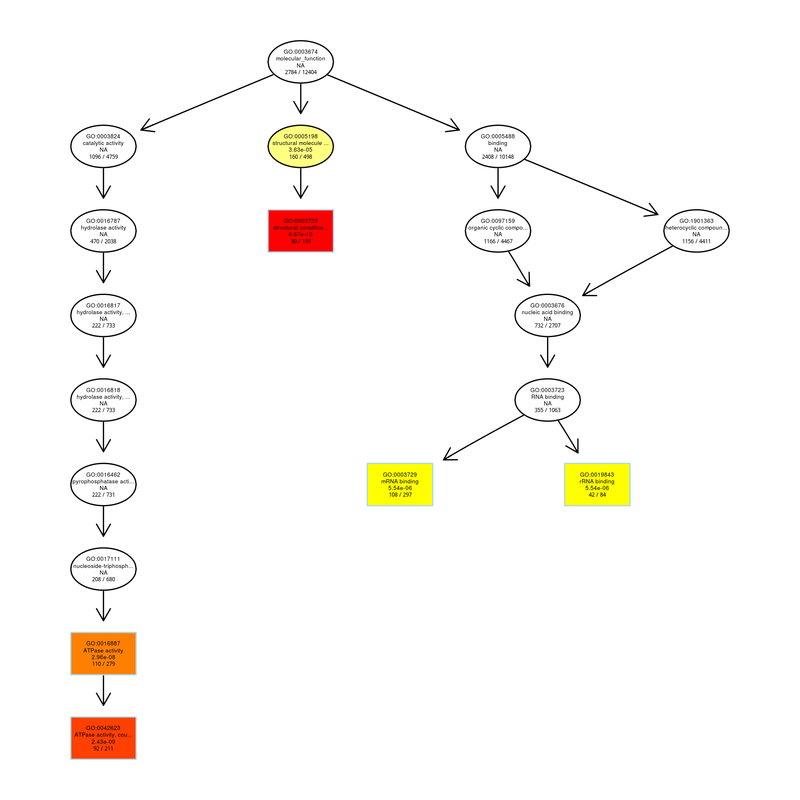 GO:0003674
molecular_function
NA
2784 / 12404
GO:0003824
catalytic activity
NA
1096 / 4759
GO:0005198
structural molecule ...
3.63e-05
160 / 498
GO:0005488
binding
NA
2408 / 10148
GO:0016787
hydrolase activity
NA
470 / 2038
GO:0003735
structural constitue...
/ 199
GO:0097159
organic cyclic compo...
NA
1166 / 4467
GO:1901363
heterocyclic compoun...
NA
1156 / 4411
GO:0016817
hydrolase activity, ...
NA
222 / 733
GO:0003676
nucleic acid binding
NA
732 / 2707
GO:0016818
hydrolase activity, ...
NA
222 / 733
GO:0003723
RNA binding
NA
355 / 1063
GO:0016462
pyrophosphatase acti...
NA
222 / 731
GO:0003729
mRNA binding
5.54e-06
108 / 297
GO:0019843
rRNA binding
5.54e-06
42 / 84
GO:0017111
nucleoside-triphosph...
NA
208 / 680
GO:0016887
ATPase activity
2.96e-08
110 / 279
GO:0042623
ATPase activity, cou...
2.43e-09
92 / 211